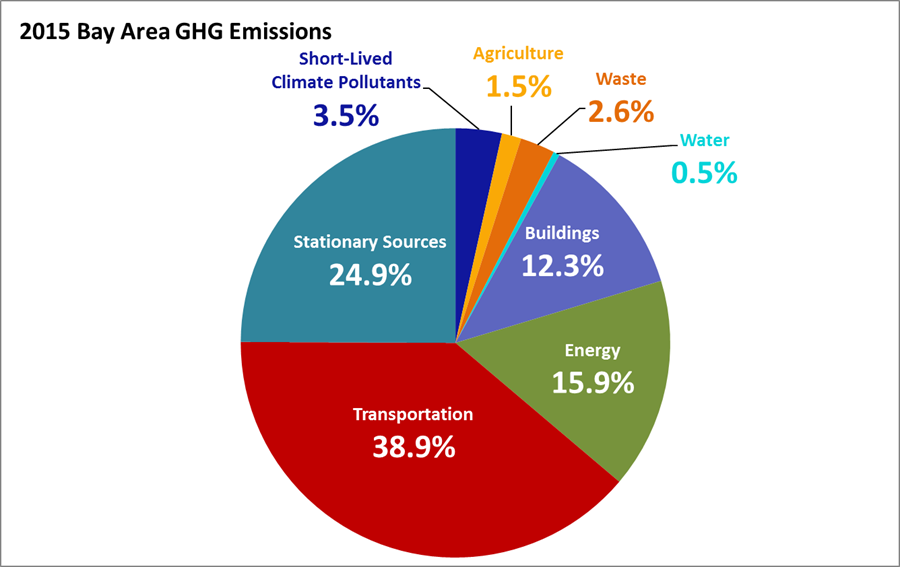 2015 Bay Area GHG Emissions
Short-Lived
Climate Pollutants
3.5%
Agriculture
1.5%
Waste
2.6%
Water
0.5%
Buildings
12.3%
Energy
15.9%
Transportation
38.9%
Stationary Sources
24.9%